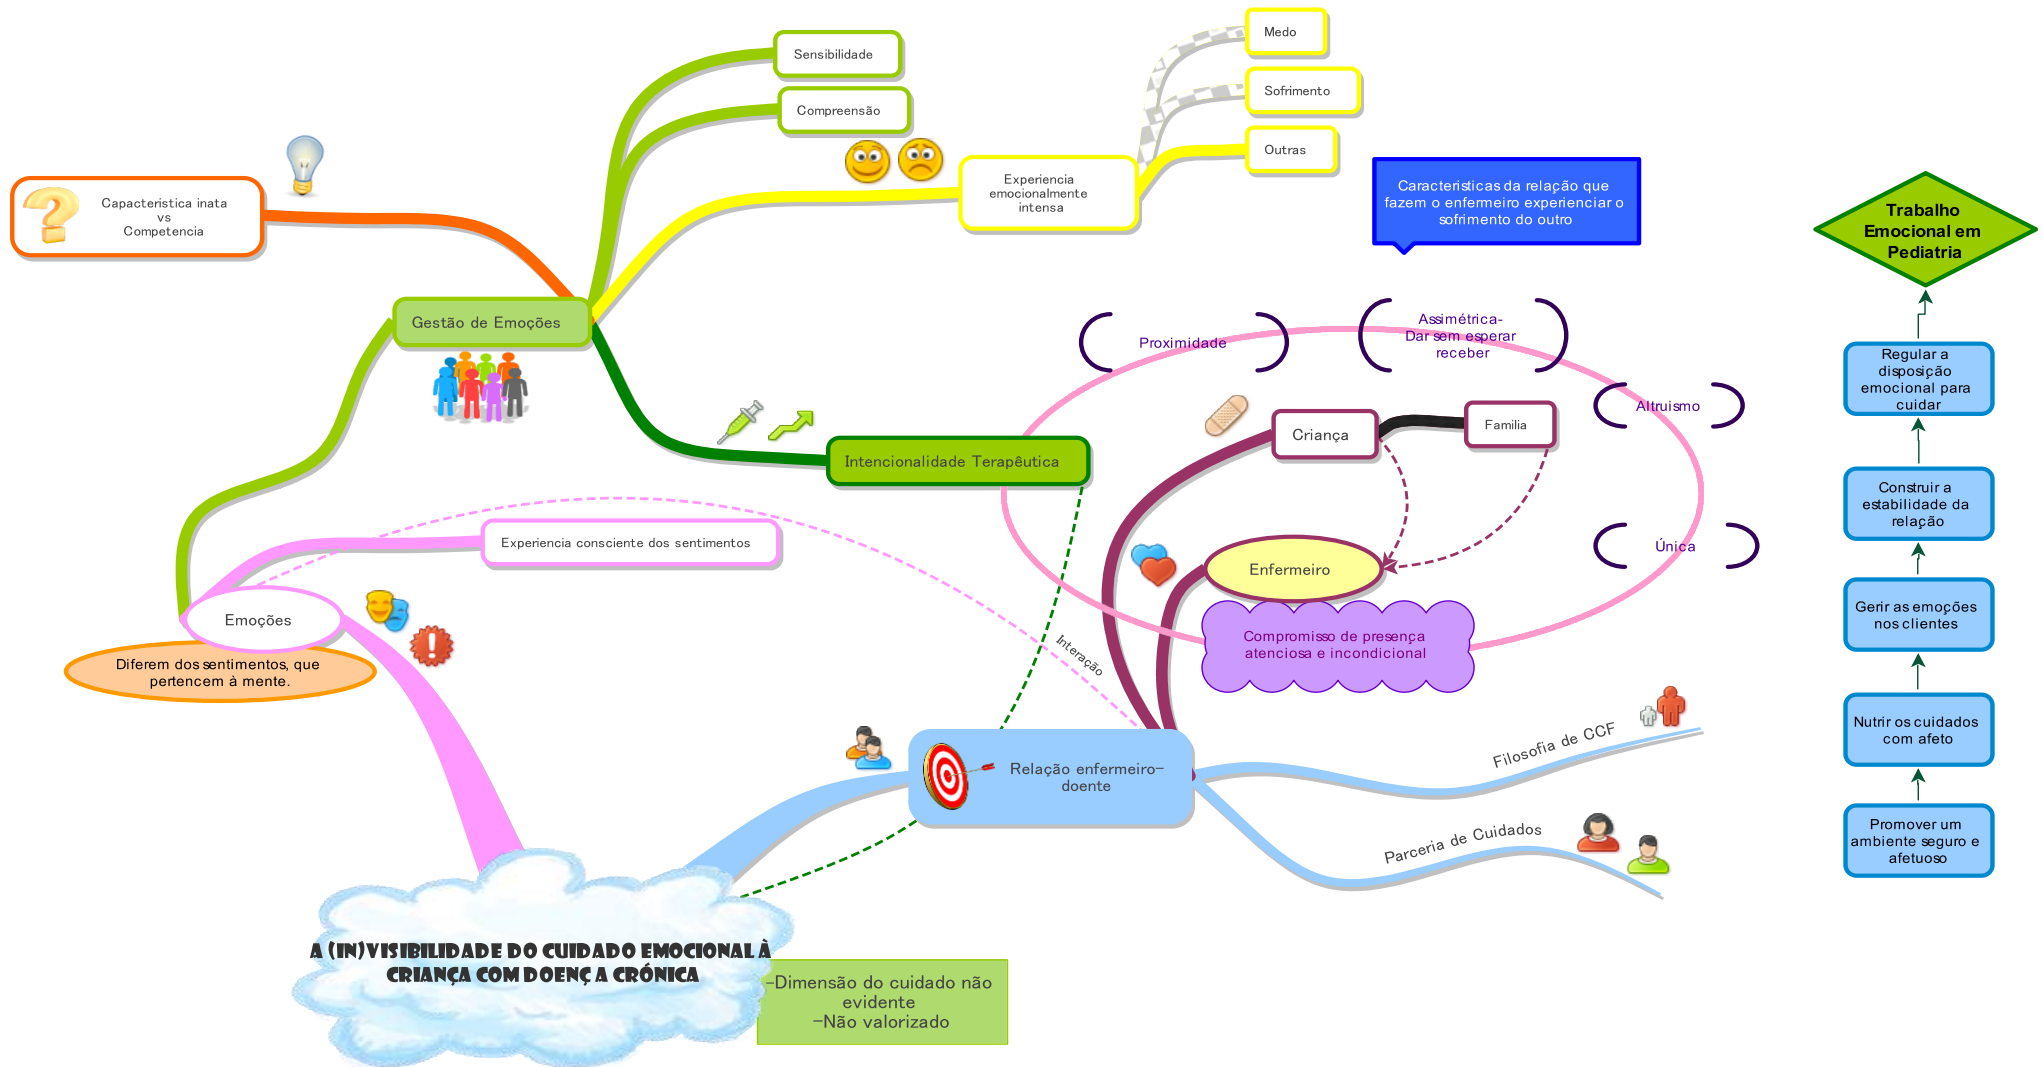 Medo
Sensibilidade
Sofrimento
Compreensão
Outras
Experiencia
emocionalmente
intensa
Capacteristica inata
vs
Competencia
Caracteristicas da relação que
fazem o enfermeiro experienciar o
sofrimento do outro
Trabalho
Emocional em
Pediatria
Gestão de Emoções
Proximidade
Assimétrica-
Dar sem esperar
receber
Regular a
disposição
emocional para
cuidar
Altruismo
Criança
Familia
Intencionalidade Terapêutica
Construir a
estabilidade da
relação
Experiencia consciente dos sentimentos
Única
Enfermeiro
Gerir as emoções
nos clientes
Emoções
Compromisso de presença
atenciosa e incondicional
Diferem dos sentimentos, que
pertencem à mente.
Interação
Nutrir os cuidados
com afeto
Filosofia de CCF
Relação enfermeiro-
doente
Parceria de Cuidados
Promover um
ambiente seguro e
afetuoso
A (IN)VISIBILIDADE DO CUIDADO EMOCIONAL À
CRIANÇA COM DOENÇ A CRÓNICA
-Dimensão do cuidado não
evidente
-Não valorizado